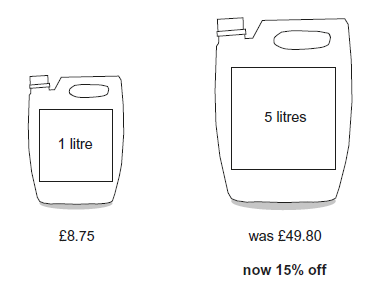 1 litre
5 litres
£8.75
was £49.80
now 15% off